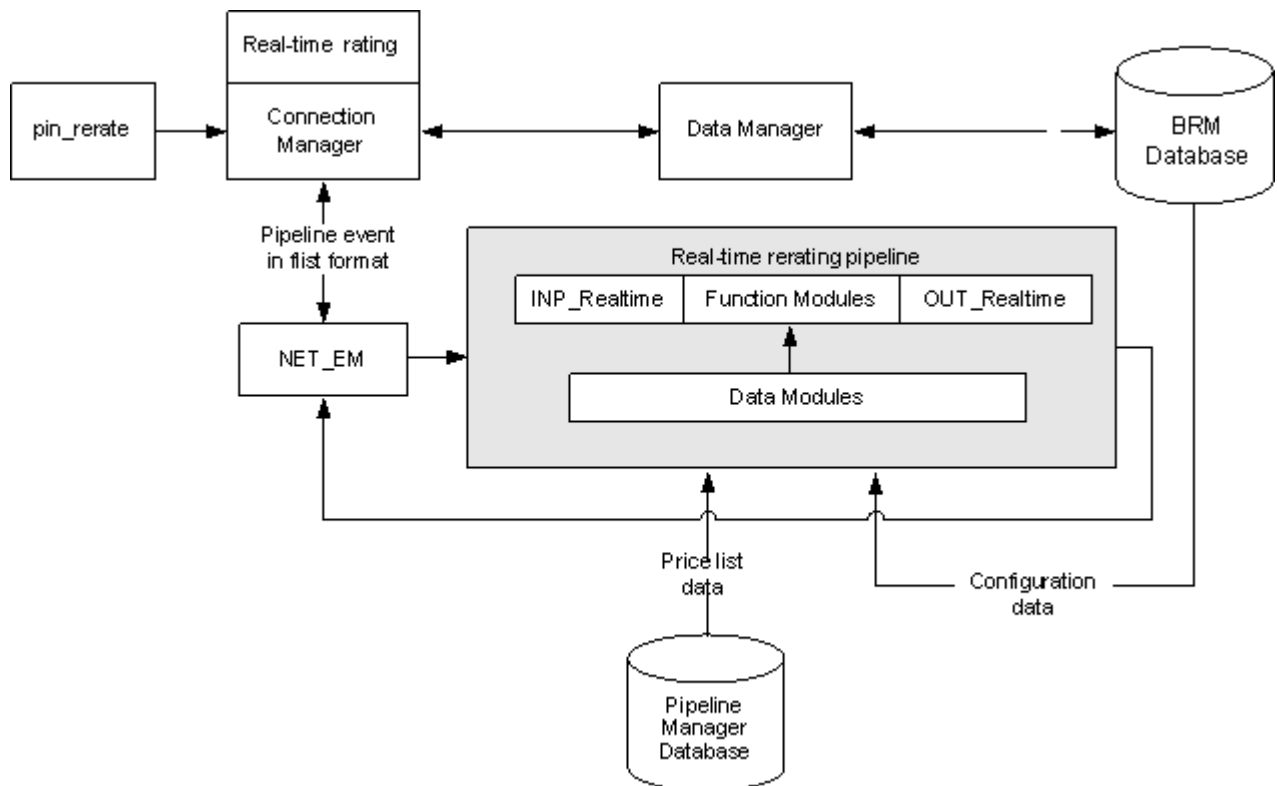 Real-time rating
pin_rerate
Connection
Manager
Data Manager
BRM
Database
Pipeline event
in flist format
Real-time rerating pipeline
INP_Realtime
Function Modules
OUT_Realtime
NET_EM
Data Modules
Price list
data
Configuration
data
Pipeline
Manager
Database